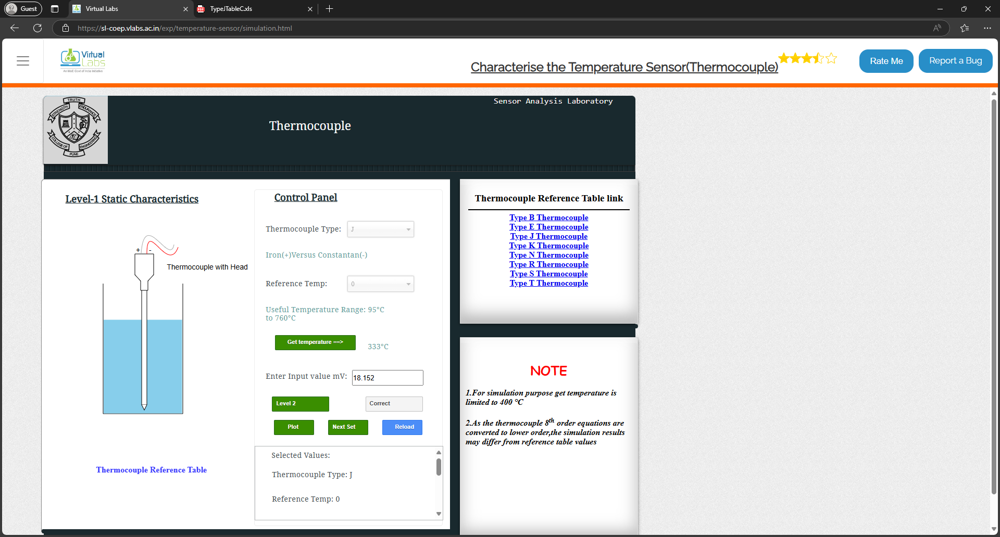 Guest
Virtual Labs
TypeJTableC.xls
https://sl-coep.vlabs.ac.in/exp/temperature-sensor/simulation.html
Virtual
Labs
An MoE Govt of India Initiative
Characterise the Temperature Sensor(Thermocouple)
Rate Me
Report a Bug
TRUTH
STRENGTH
ENDURANCE
COLLEGE OF
ENGINEERING
PUNE
Sensor Analysis Laboratory
Thermocouple
Level-1 Static Characteristics
+ -
Thermocouple with Head
Thermocouple Reference Table
Control Panel
Thermocouple Type: J
Iron(+)Versus Constantan(-)
Reference Temp: 0
Useful Temperature Range: 95°C
to 760°C
Get temperature ==> 333°C
Enter Input value mV: 18.152
Level 2 Correct
Plot Next Set Reload
Selected Values:
Thermocouple Type: J
Reference Temp: 0
Thermocouple Reference Table link
Type B Thermocouple
Type E Thermocouple
Type J Thermocouple
Type K Thermocouple
Type N Thermocouple
Type R Thermocouple
Type S Thermocouple
Type T Thermocouple
NOTE
1.For simulation purpose get temperature is
limited to 400 °C
2.As the thermocouple 8th order equations are
converted to lower order,the simulation results
may differ from reference table values